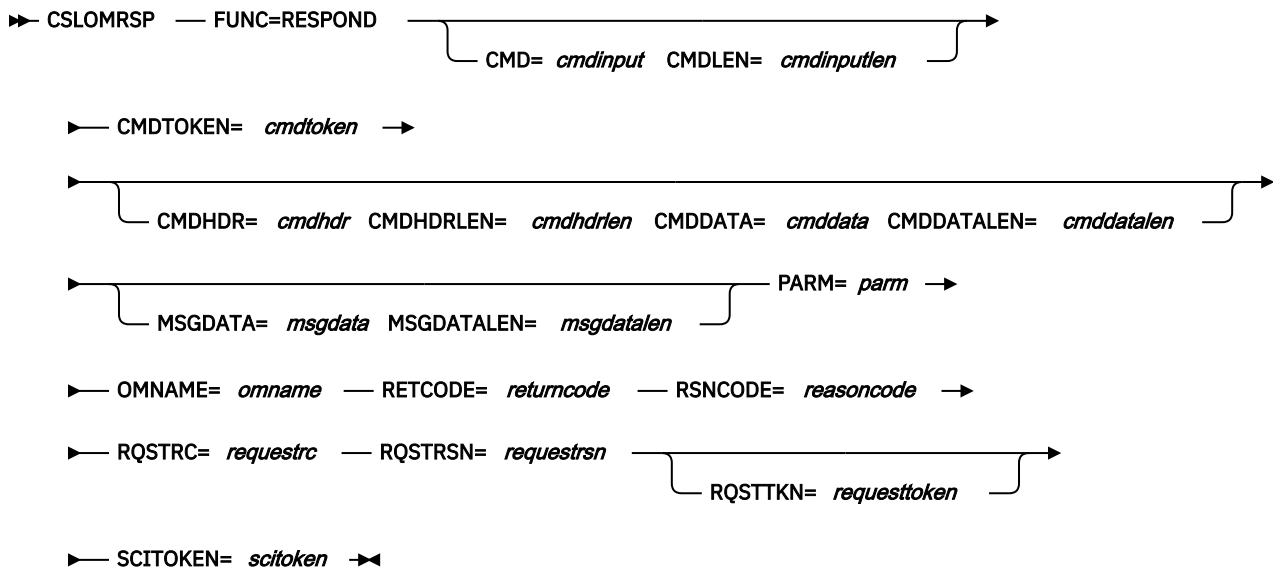 CSLOMRSP FUNC=RESPOND
CMD= cmdinput CMDLEN= cmdinputlen
CMDTOKEN= cmdtoken
CMDHDR= cmdhdr CMDHDRLEN= cmdhdrlen CMDDATA= cmddata CMDDATALEN= cmddatalen
PARM= parm
MSGDATA= msgdata MSGDATALEN= msgdatalen
OMNAME= omname RETCODE= returncode RSNCODE= reasoncode
RQSTRC= requestrc RQSTRSN= requestrsn
RQSTTKN= requesttoken
SCITOKEN= scitoken